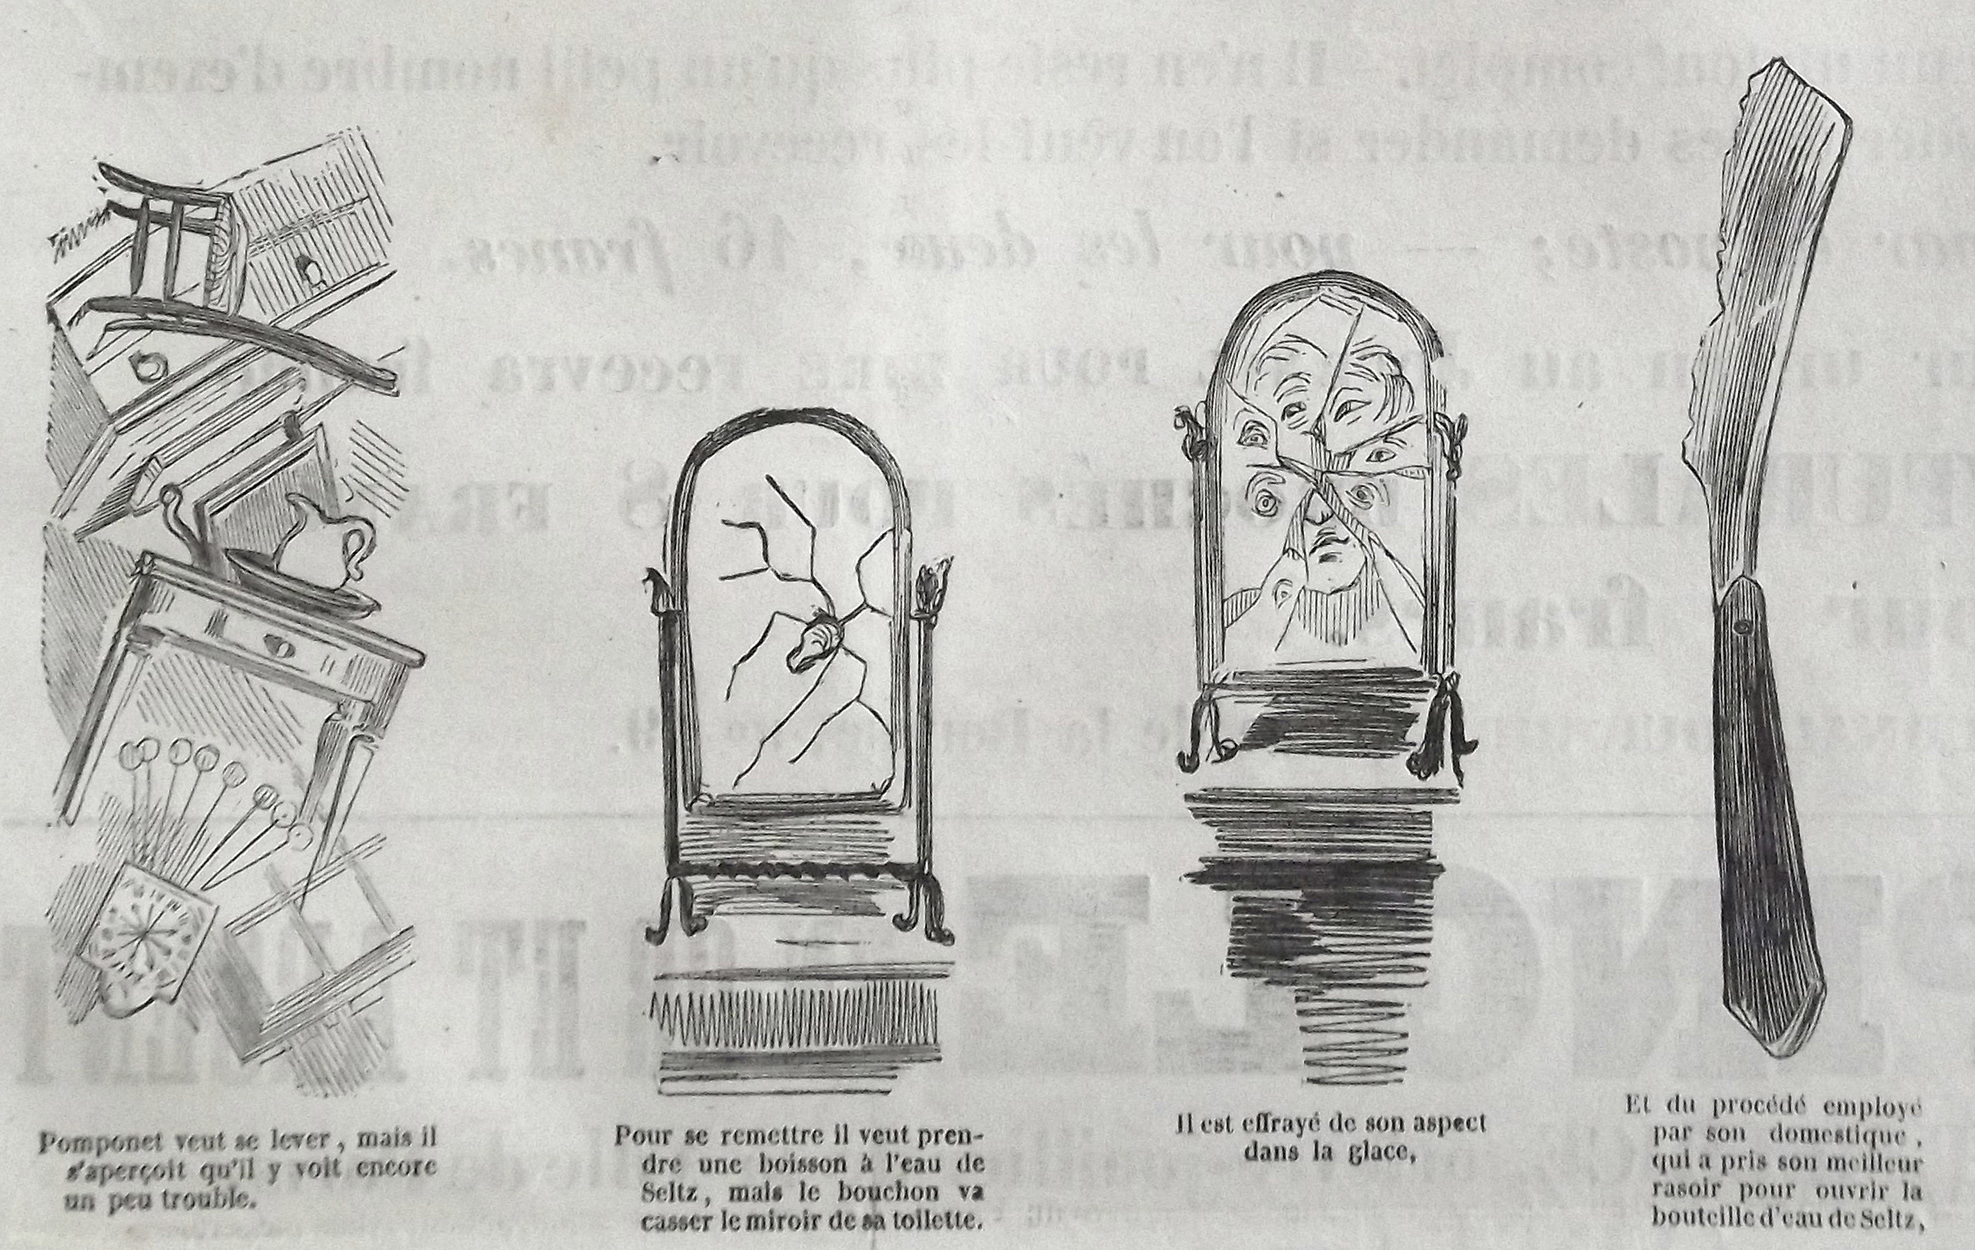 Pomponet veut se lever, mais il
s'aperçoit qu'il y voit encore
un peu trouble.
Pour se remettre il veut pren-
dre une boisson à l'eau de
Seltz, mais le bouchon va
casser le miroir de sa toilette.
Il est effrayé de son aspect
dans la glace,
Et du procédé employé
par son domestique,
qui a pris son meilleur
rasoir pour ouvrir la
bouteille d'eau de Seltz,